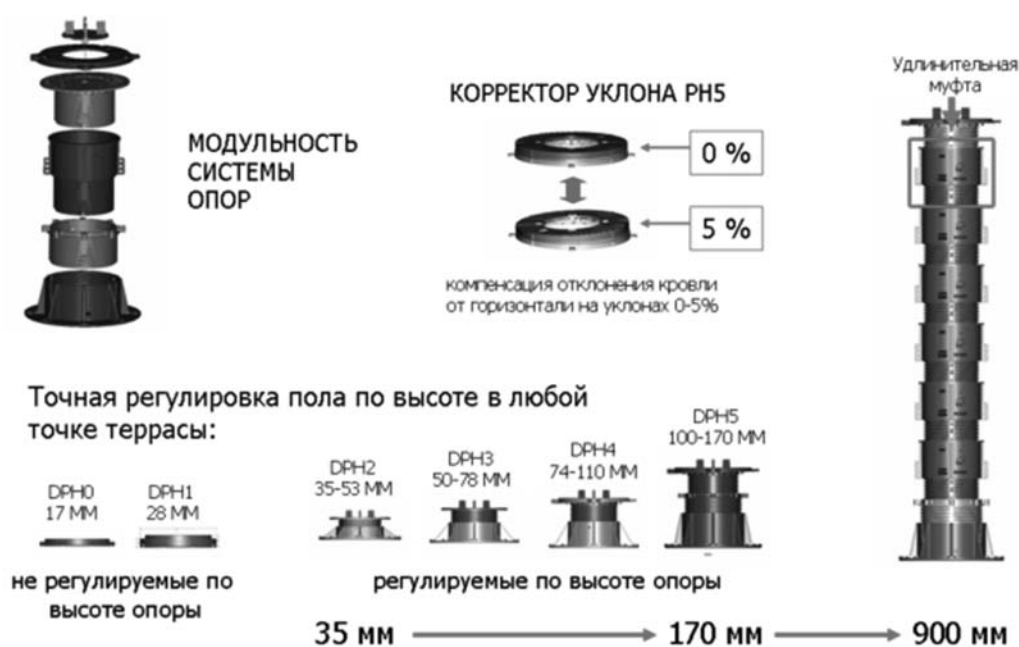 МОДУЛЬНОСТЬ
СИСТЕМЫ
ОПОР
КОРРЕКТОР УКЛОНА PH5
0 %
5 %
компенсация отклонения кровли
от горизонтали на уклонах 0-5%
Удлинительная
муфта
Точная регулировка пола по высоте в любой
точке террасы:
DPH0
17 ММ
DPH1
28 ММ
DPH2
35-53 ММ
DPH3
50-78 ММ
DPH4
74-110 ММ
DPH5
100-170 ММ
не регулируемые по
высоте опоры
регулируемые по высоте опоры
35 мм
170 мм
900 мм